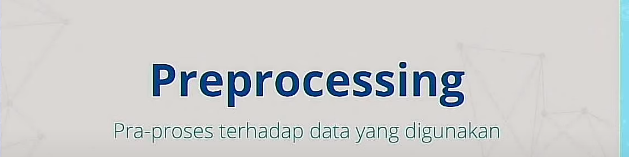 Preprocessing
Pra-proses terhadap data yang digunakan